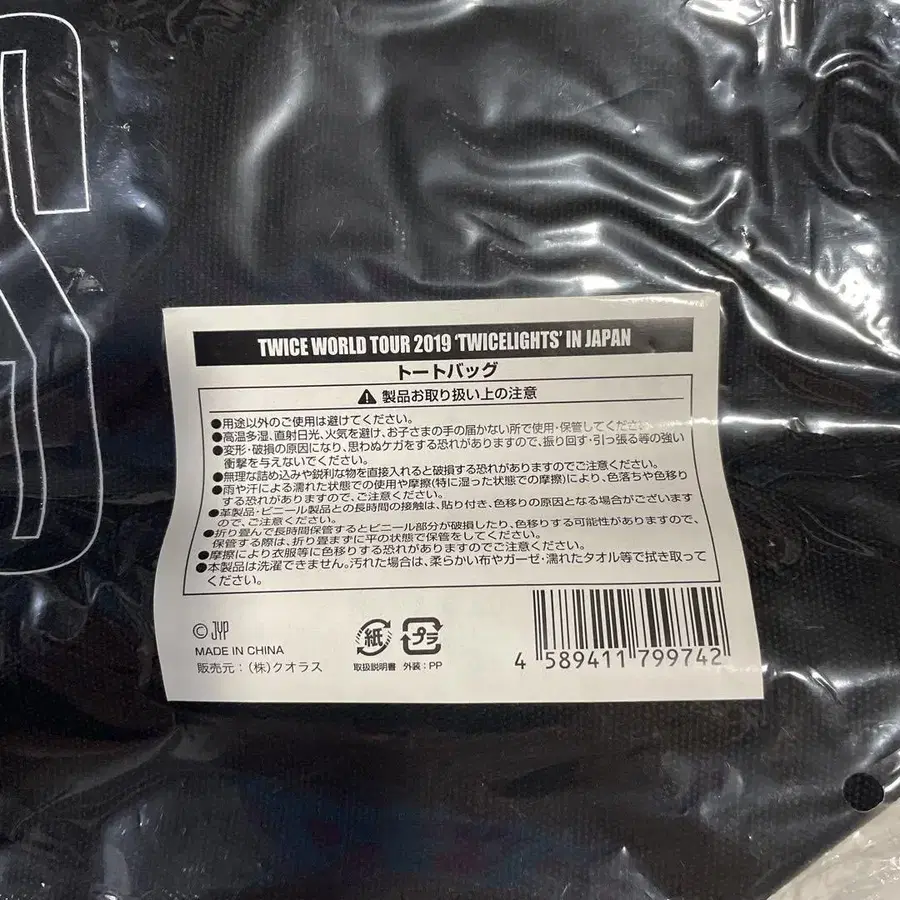 TWICE WORLD TOUR 2019 'TWICELIGHTS' IN JAPAN
トートバッグ
製品お取り扱い上の注意
●用途以外のご使用は避けてください。
●高温多湿、直射日光、火気を避け、お子さまの手の届かない所で使用・保管してください。
●変形・破損の原因になり、思わぬケガをする恐れがありますので、振り回す・引っ張る等の強い
衝撃を与えないでください。
●無理な詰め込みや鋭利な物を直接入れると破損する恐れがありますのでご注意ください。
●雨や汗による濡れた状態での使用や摩擦(特に湿った状態での摩擦)により、色落ちや色移り
する恐れがありますので、ご注意ください。
●革製品・ビニール製品との長時間の接触は、貼り付き、色移りの原因となる場合がございます
ので、ご注意ください。
●折り畳んで長時間保管するとビニール部分が破損したり、色移りする可能性がありますので、
保管する際は、折り畳まずに平の状態で保管をしてください。
●摩擦により衣服等に色移りする恐れがありますのでご注意ください。
●本製品は洗濯できません。汚れた場合は、柔らかい布やガーゼ・濡れたタオル等で拭き取って
ください。
© JYP
MADE IN CHINA
販売元：(株)クオラス
紙
取扱説明書
プラ
外装：PP
4 589411 799742